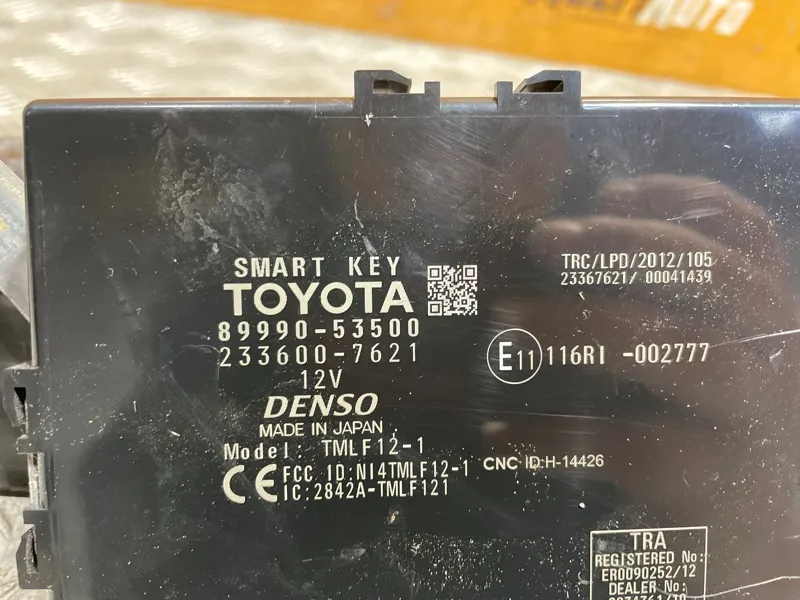 AUTO
SMART KEY
TOYOTA
89990-53500
233600-7621
12V
DENSO
MADE IN JAPAN
Model: TMLF12-1
CE FCC ID:NI4TMLF12-1
IC:2842A-TMLF121
TRC/LPD/2012/105
23367621/ 00041439
E11 116RI -002777
CNC ID:H-14426
TRA
REGISTERED No:
ER0090252/12
DEALER No: